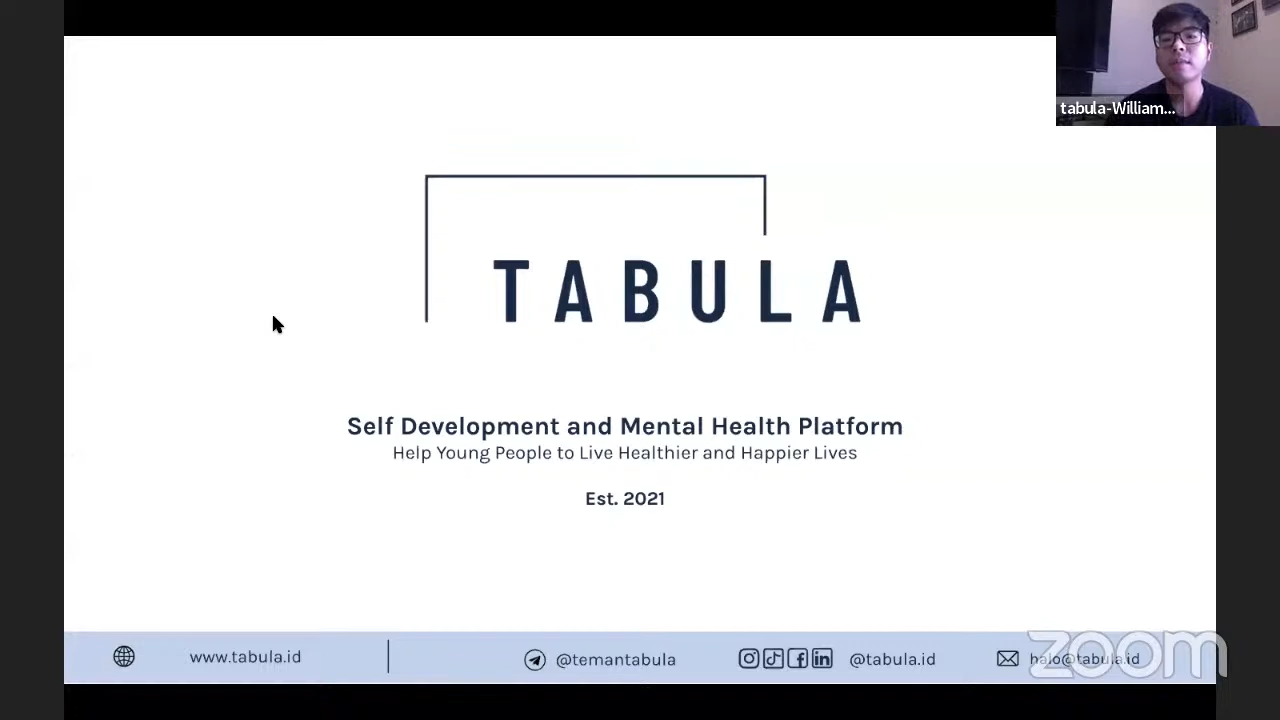 tabula-William...
TABULA
Self Development and Mental Health Platform
Help Young People to Live Healthier and Happier Lives
Est. 2021
www.tabula.id
@temantabula
@tabula.id
halo@tabula.id
zoom